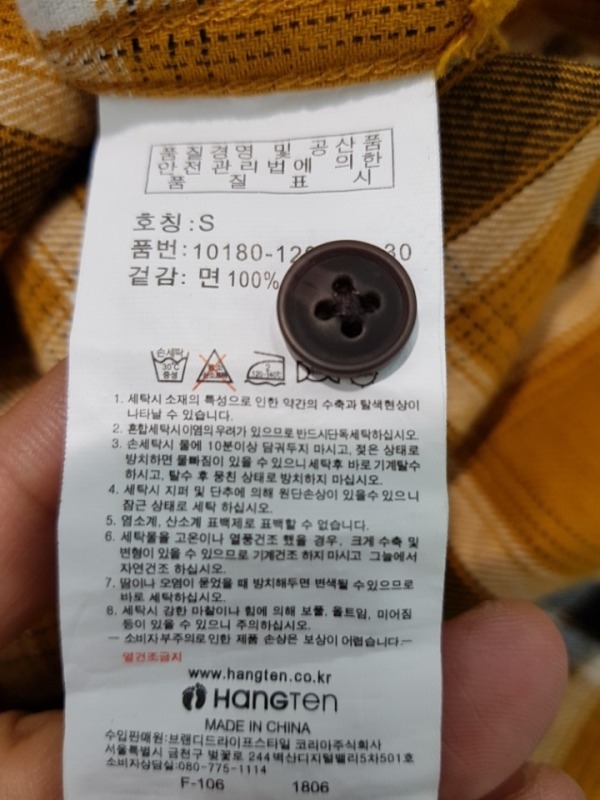 품질경영 및 공산품
안전관리법에 의한
품 질 표 시
호칭:S
품번:10180-12 30
겉감: 면 100%
손세탁
30℃
중성
120-140℃
1. 세탁시 소재의 특성으로 인한 약간의 수축과 탈색현상이
나타날 수 있습니다.
2. 혼합세탁시이염의우려가 있으므로 반드시단독세탁하십시오.
3. 손세탁시 물에 10분이상 담궈두지 마시고, 젖은 상태로
방치하면 물빠짐이 있을 수 있으니 세탁후 바로 기계탈수
하시고, 탈수 후 뭉친 상태로 방치하지 마십시오.
4. 세탁시 지퍼 및 단추에 의해 원단손상이 있을수 있으니
잠근 상태로 세탁 하십시오.
5. 염소계, 산소계 표백제로 표백할 수 없습니다.
6. 세탁물을 고온이나 열풍건조 했을 경우, 크게 수축 및
변형이 있을 수 있으므로 기계건조 하지 마시고 그늘에서
자연건조 하십시오.
7. 땀이나 오염이 묻었을 때 방치해두면 변색될 수있으므로
바로 세탁하십시오.
8. 세탁시 강한 마찰이나 힘에 의해 보풀, 올트임, 미어짐
등이 있을 수 있으니 주의하십시오.
— 소비자부주의로인한 제품 손상은 보상이 어렵습니다.—
열건조금지
www.hangten.co.kr
HANGTEN
MADE IN CHINA
수입판매원:브랜디드라이프스타일 코리아주식회사
서울특별시 금천구 벚꽃로 244벽산디지털밸리5차501호
소비자상담실:080-775-1114
F-106 1806